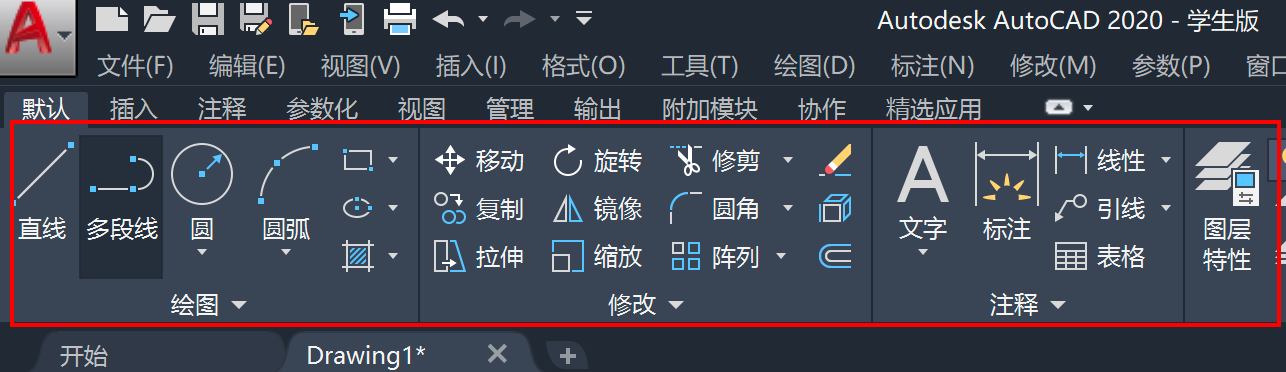 Autodesk AutoCAD 2020 - 学生版
文件(F) 编辑(E) 视图(V) 插入(I) 格式(O) 工具(T) 绘图(D) 标注(N) 修改(M) 参数(P) 窗口
默认 插入 注释 参数化 视图 管理 输出 附加模块 协作 精选应用
移动 旋转 修剪 线性
直线 多段线 圆 圆弧 复制 镜像 圆角 文字 标注 引线 图层
拉伸 缩放 阵列 表格 特性
绘图 修改 注释
开始 Drawing1*